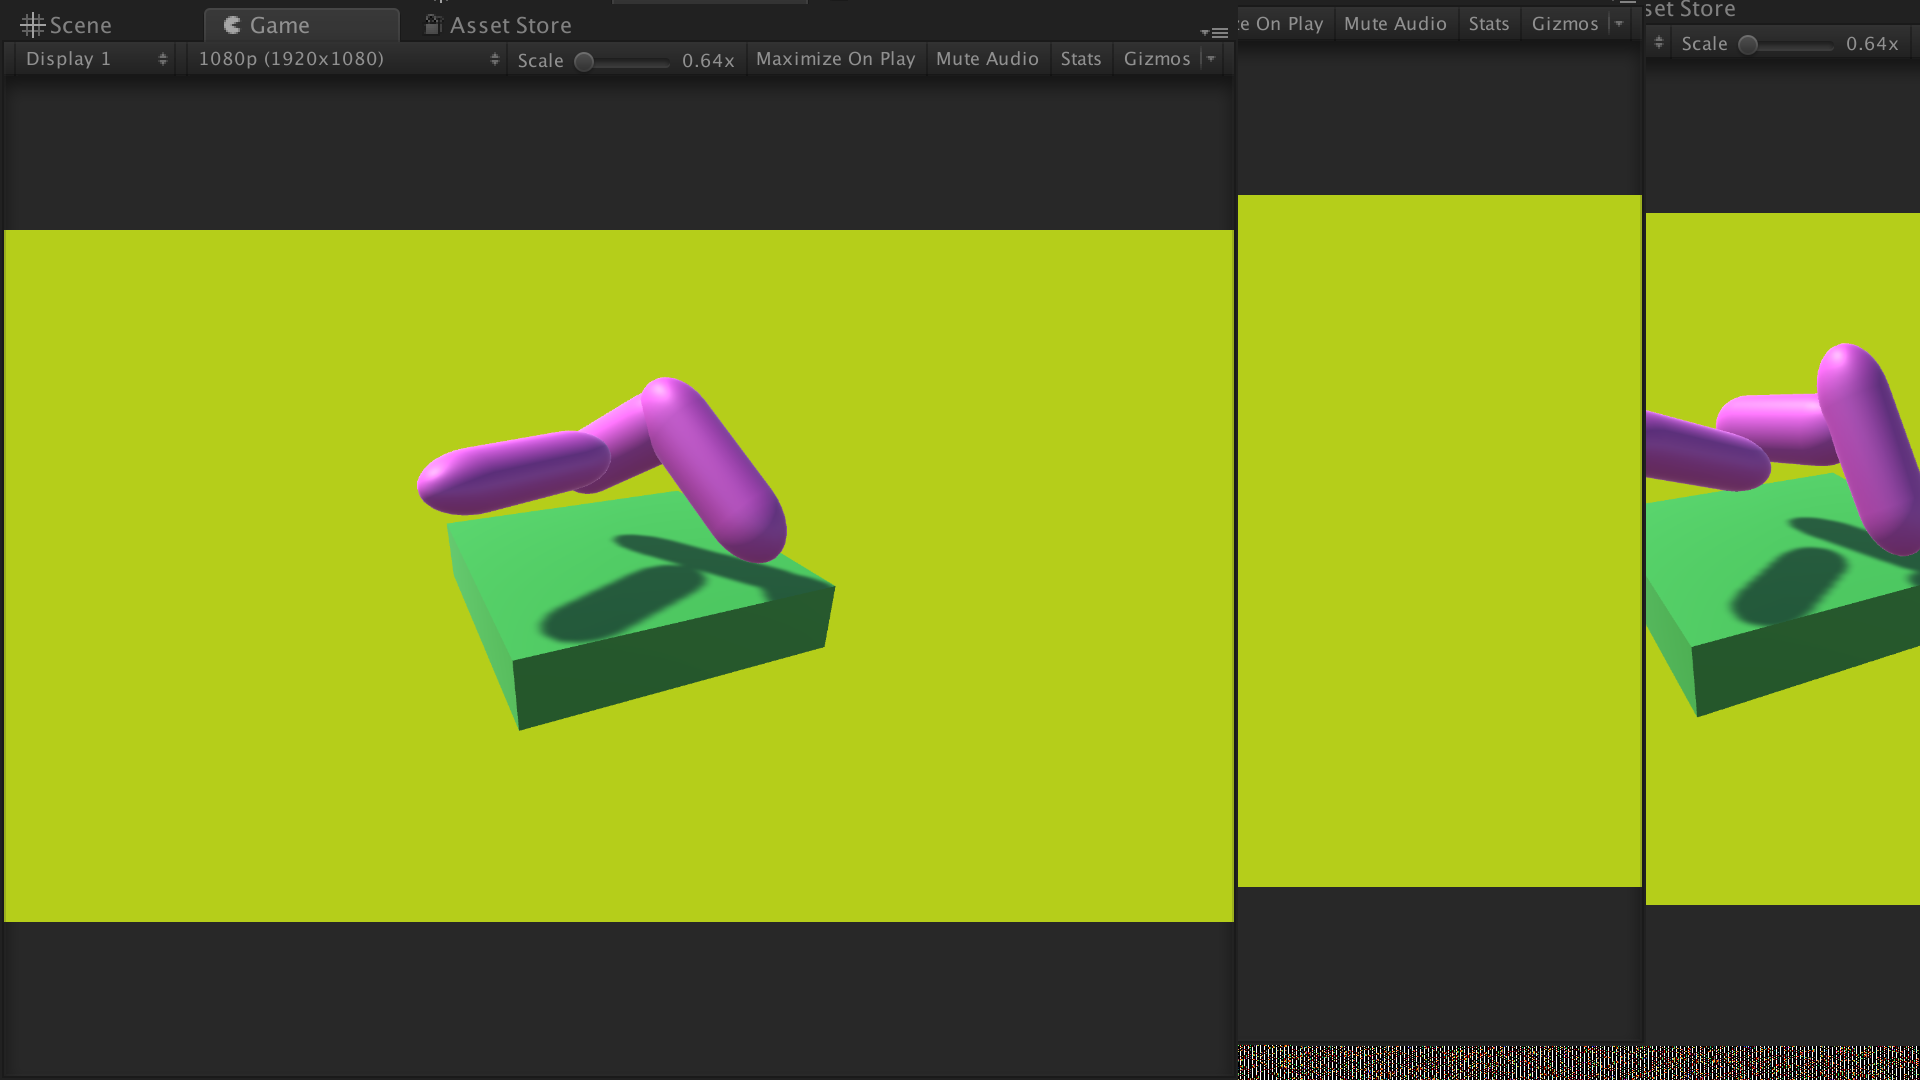 Scene Game Asset Store
Display 1 1080p (1920x1080) Scale 0.64x Maximize On Play Mute Audio Stats Gizmos
On Play Mute Audio Stats Gizmos
Store
Scale 0.64x